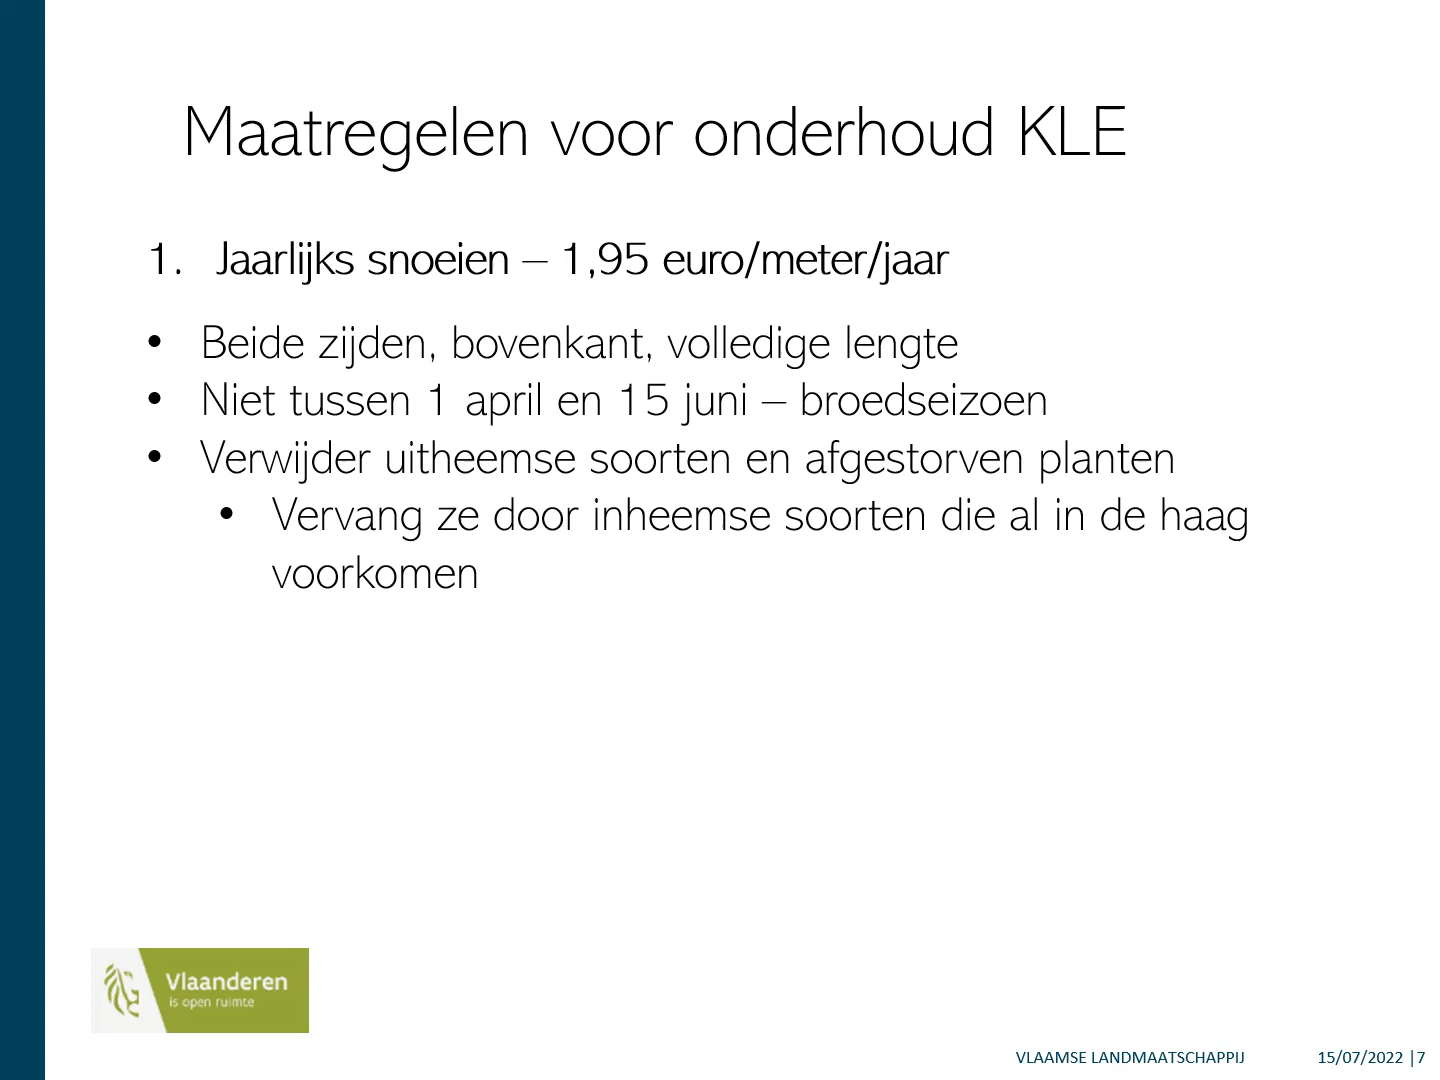 Maatregelen voor onderhoud KLE
1. Jaarlijks snoeien – 1,95 euro/meter/jaar
• Beide zijden, bovenkant, volledige lengte
• Niet tussen 1 april en 15 juni – broedseizoen
• Verwijder uitheemse soorten en afgestorven planten
• Vervang ze door inheemse soorten die al in de haag
voorkomen
Vlaanderen
is open ruimte
VLAAMSE LANDMAATSCHAPPIJ 15/07/2022 |7